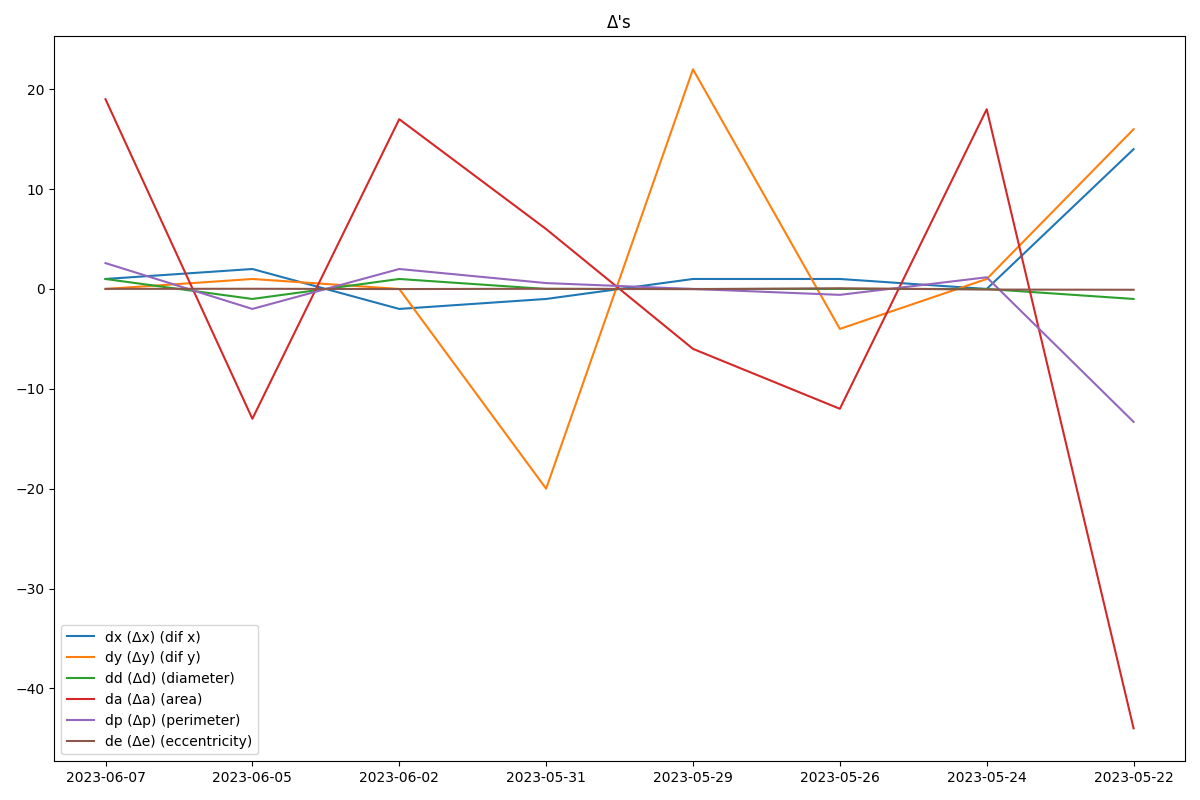 Δ's
20
10
0
−10
−20
−30
−40
dx (Δx) (dif x)
dy (Δy) (dif y)
dd (Δd) (diameter)
da (Δa) (area)
dp (Δp) (perimeter)
de (Δe) (eccentricity)
2023-06-07 2023-06-05 2023-06-02 2023-05-31 2023-05-29 2023-05-26 2023-05-24 2023-05-22